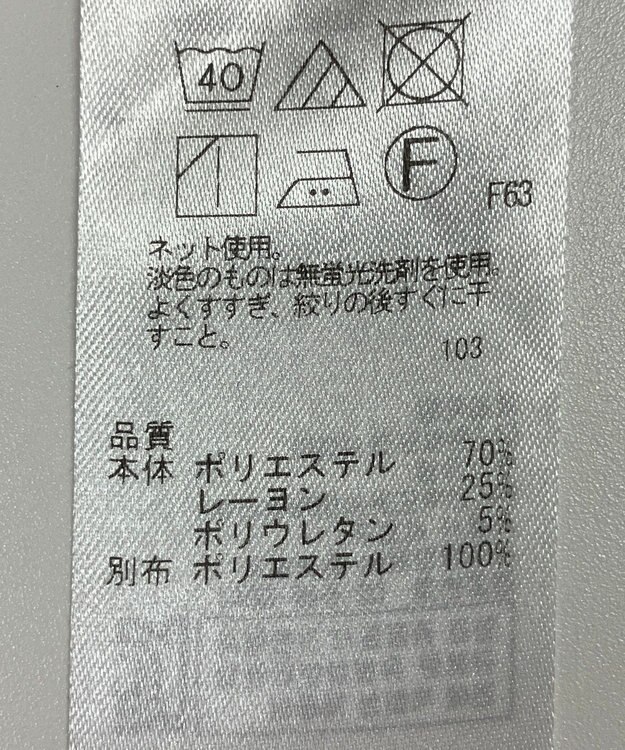 40
F
F63
ネット使用。
淡色のものは無蛍光洗剤を使用。
よくすすぎ、絞りの後すぐに干
すこと。
103
品質
本体 ポリエステル 70%
レーヨン 25%
ポリウレタン 5%
別布 ポリエステル 100%